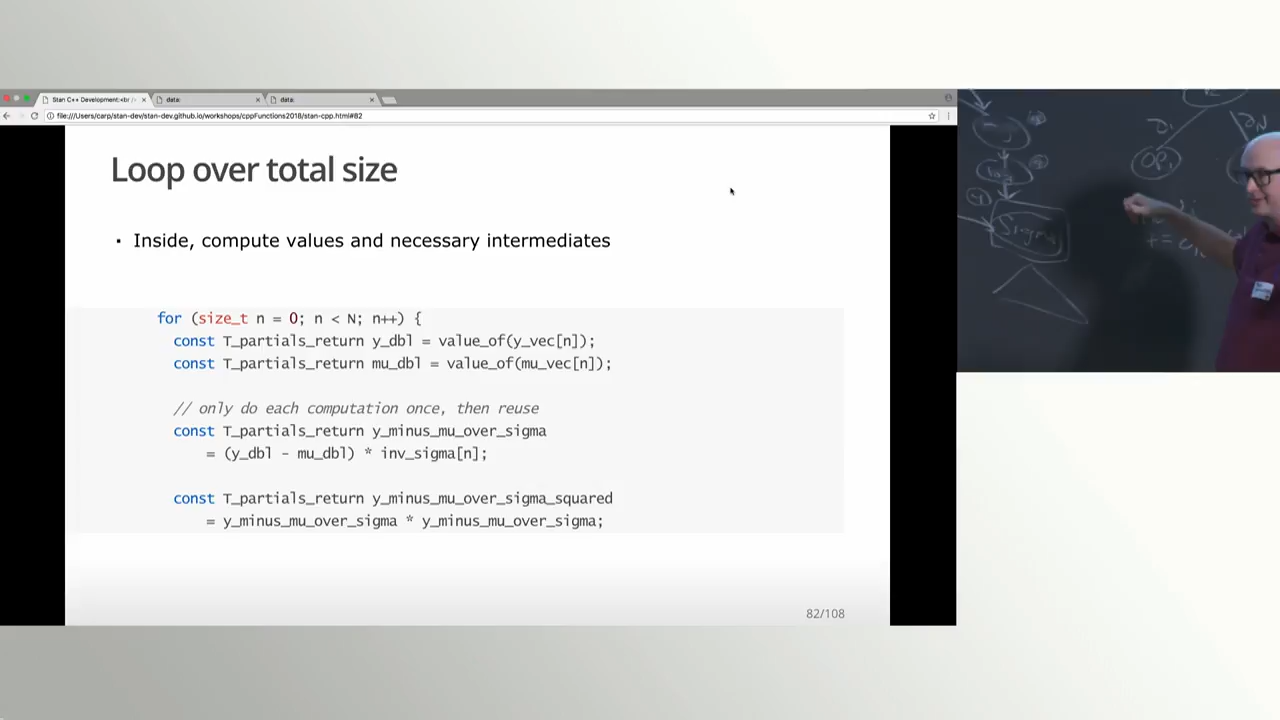 Stan C++ Development:<br /
data:
data:
file:///Users/carp/stan-dev/stan-dev.github.io/workshops/cppFunctions2018/stan-cpp.html#82
Loop over total size
· Inside, compute values and necessary intermediates
for (size_t n = 0; n < N; n++) {
const T_partials_return y_dbl = value_of(y_vec[n]);
const T_partials_return mu_dbl = value_of(mu_vec[n]);
// only do each computation once, then reuse
const T_partials_return y_minus_mu_over_sigma
= (y_dbl - mu_dbl) * inv_sigma[n];
const T_partials_return y_minus_mu_over_sigma_squared
= y_minus_mu_over_sigma * y_minus_mu_over_sigma;
82/108
OP,
Sigma